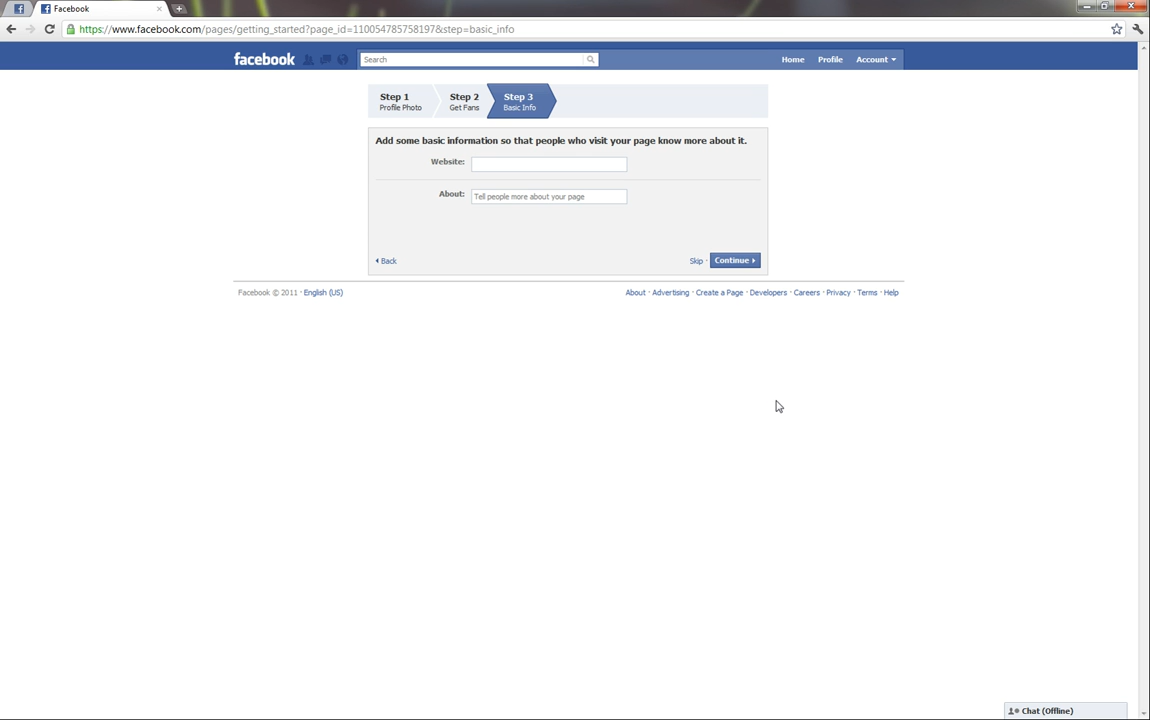 Facebook
https://www.facebook.com/pages/getting_started?page_id=110054785758197&step=basic_info
facebook Search Home Profile Account
Step 1 Step 2 Step 3
Profile Photo Get Fans Basic Info
Add some basic information so that people who visit your page know more about it.
Website:
About: Tell people more about your page
Back Skip · Continue
Facebook © 2011 · English (US) About · Advertising · Create a Page · Developers · Careers · Privacy · Terms · Help
Chat (Offline)